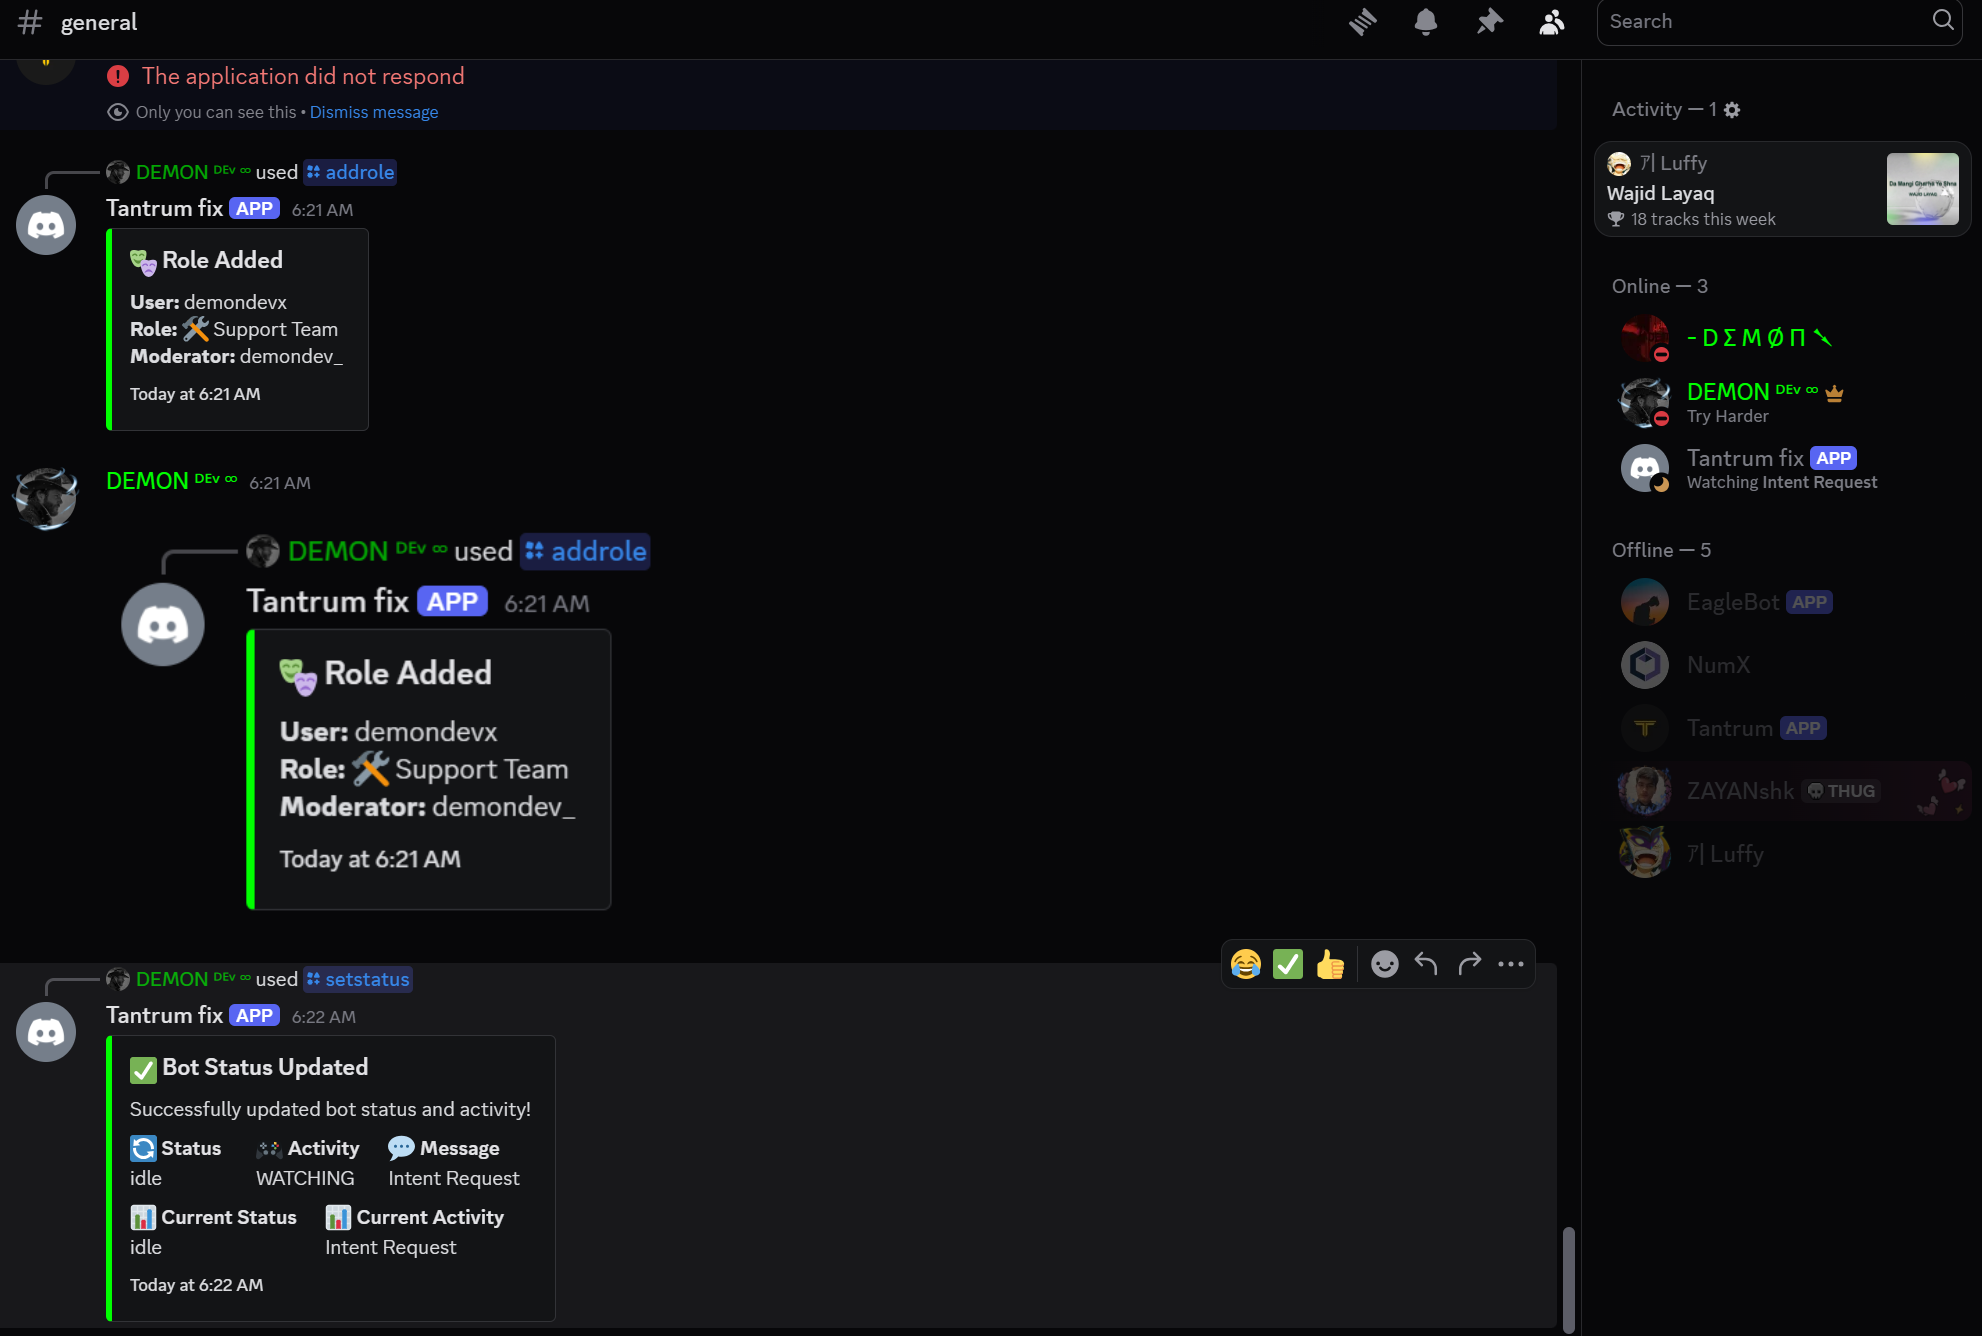 general
Search
The application did not respond
Only you can see this • Dismiss message
DEMON ᴰᴱᵛ ∞ used addrole
Tantrum fix APP 6:21 AM
Role Added
User: demondevx
Role: 🛠️ Support Team
Moderator: demondev_
Today at 6:21 AM
DEMON ᴰᴱᵛ ∞ 6:21 AM
DEMON ᴰᴱᵛ ∞ used addrole
Tantrum fix APP 6:21 AM
Role Added
User: demondevx
Role: 🛠️ Support Team
Moderator: demondev_
Today at 6:21 AM
DEMON ᴰᴱᵛ ∞ used setstatus
Tantrum fix APP 6:22 AM
Bot Status Updated
Successfully updated bot status and activity!
Status Activity Message
idle WATCHING Intent Request
Current Status Current Activity
idle Intent Request
Today at 6:22 AM
Activity — 1
ア| Luffy
Wajid Layaq
18 tracks this week
WAJID LAYAQ
Online — 3
- D Σ M Ø Π
DEMON ᴰᴱᵛ ∞
Try Harder
Tantrum fix APP
Watching Intent Request
Offline — 5
EagleBot APP
NumX
Tantrum APP
ZAYANshk THUG
ア| Luffy